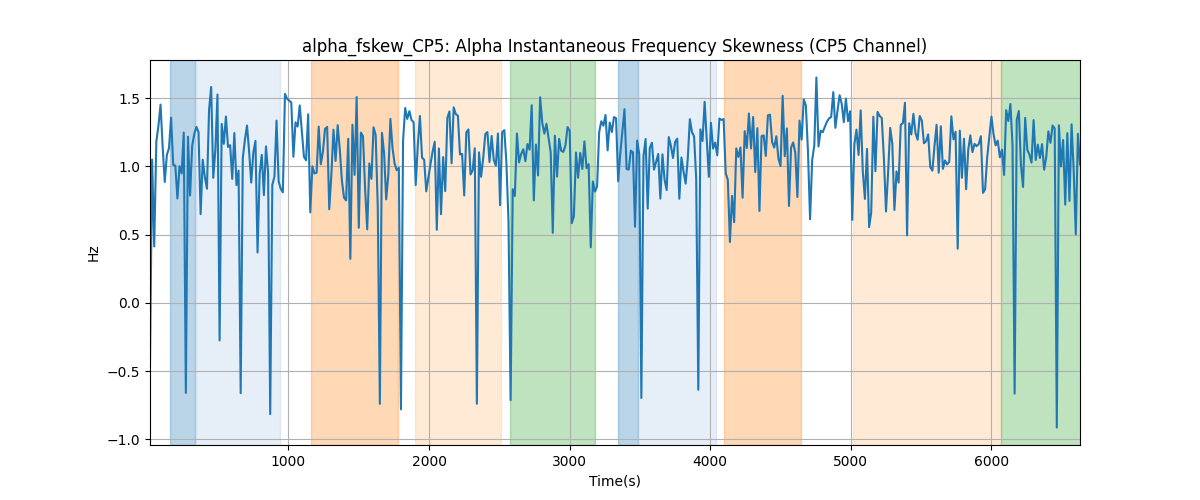 alpha_fskew_CP5: Alpha Instantaneous Frequency Skewness (CP5 Channel)
1.5
1.0
0.5
0.0
−0.5
−1.0
Hz
1000 2000 3000 4000 5000 6000
Time(s)